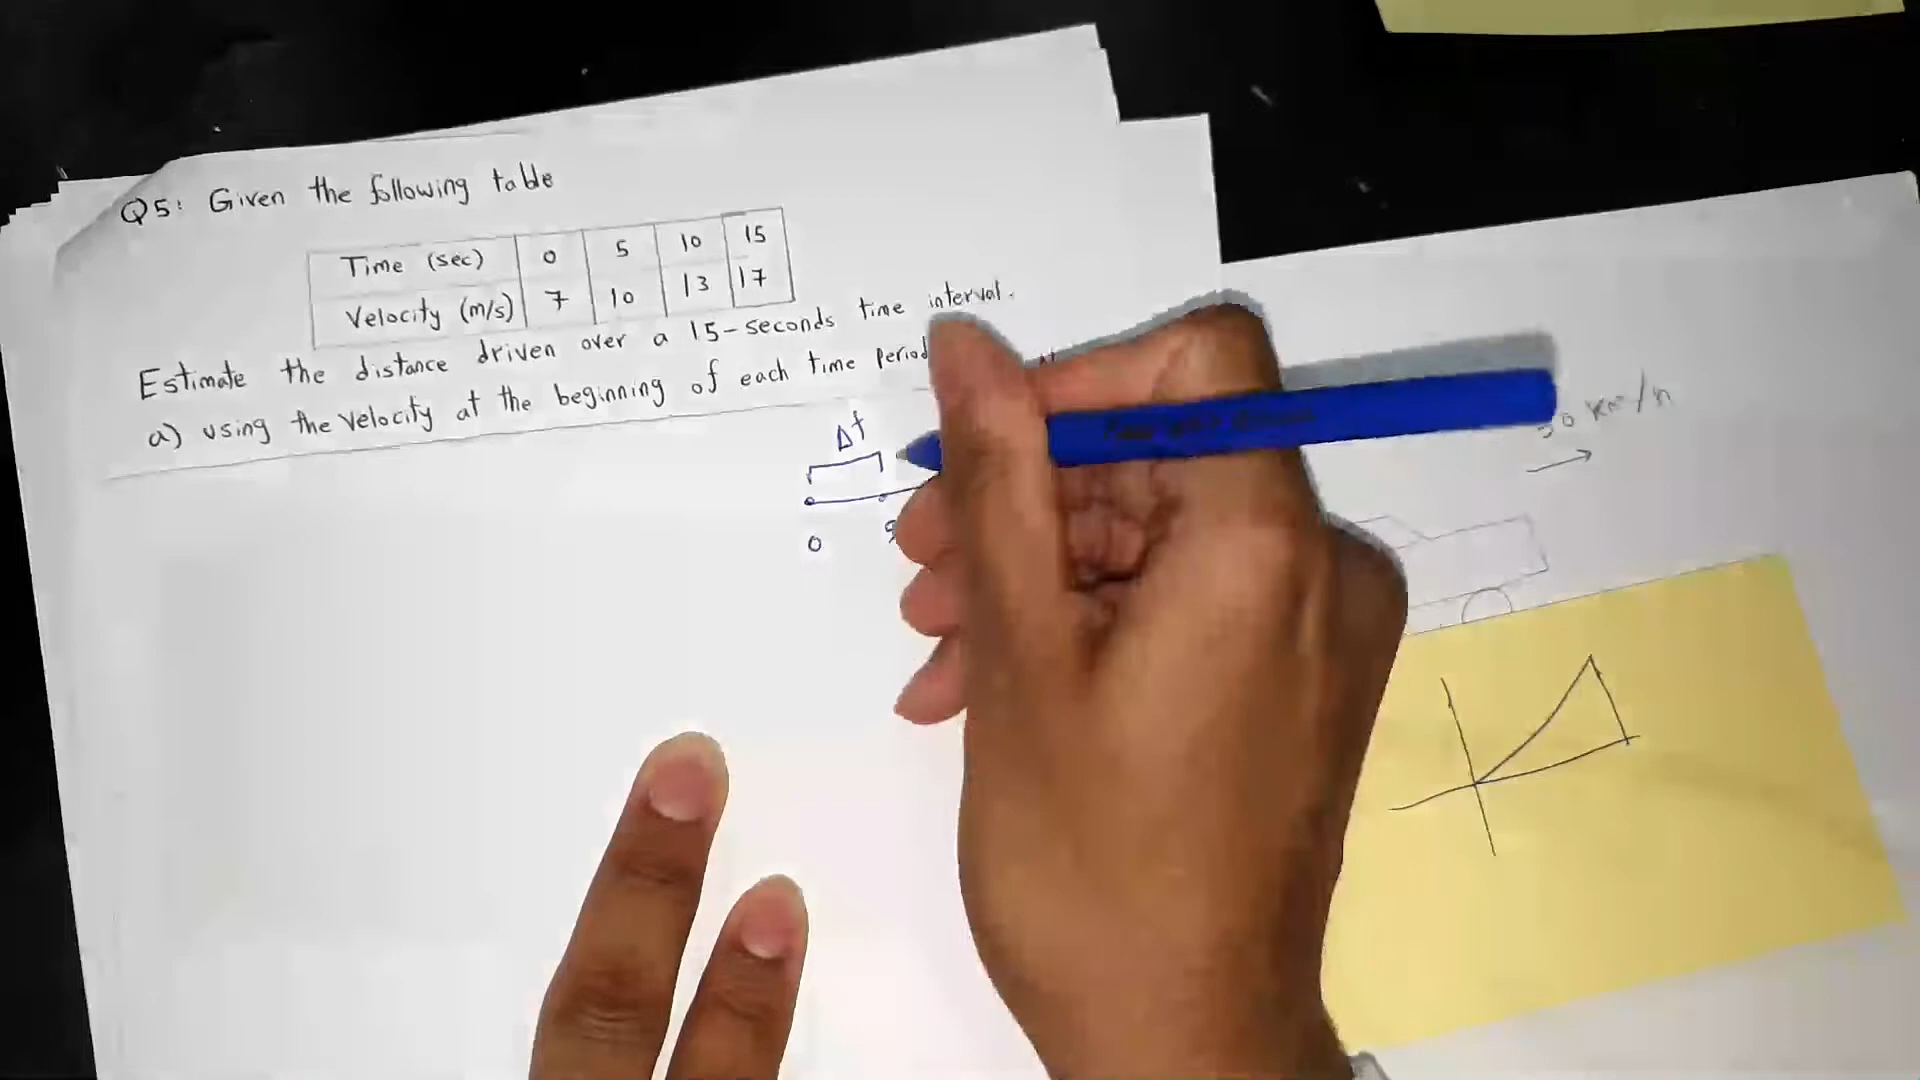 Q5: Given the following table
Time (sec) 0 5 10 15
Velocity (m/s) 7 10 13 17
Estimate the distance driven over a 15-seconds time interval.
a) using the velocity at the beginning of each time period
Δt
0
km/h